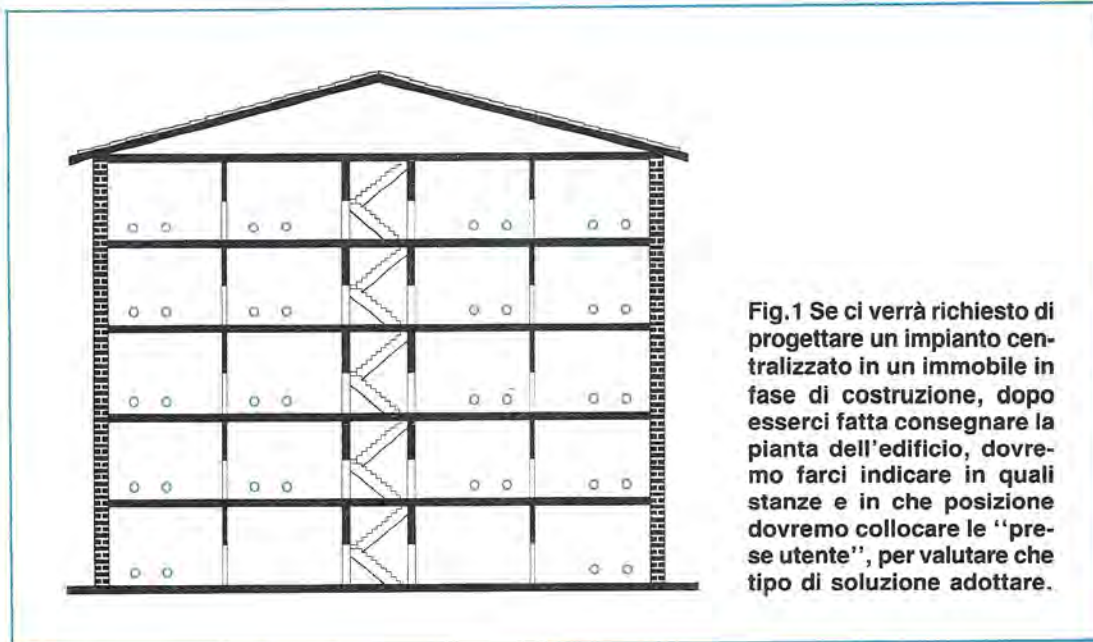 Fig.1 Se ci verrà richiesto di
progettare un impianto cen-
tralizzato in un immobile in
fase di costruzione, dopo
esserci fatta consegnare la
pianta dell'edificio, dovre-
mo farci indicare in quali
stanze e in che posizione
dovremo collocare le ‘‘pre-
se utente’’, per valutare che
tipo di soluzione adottare.